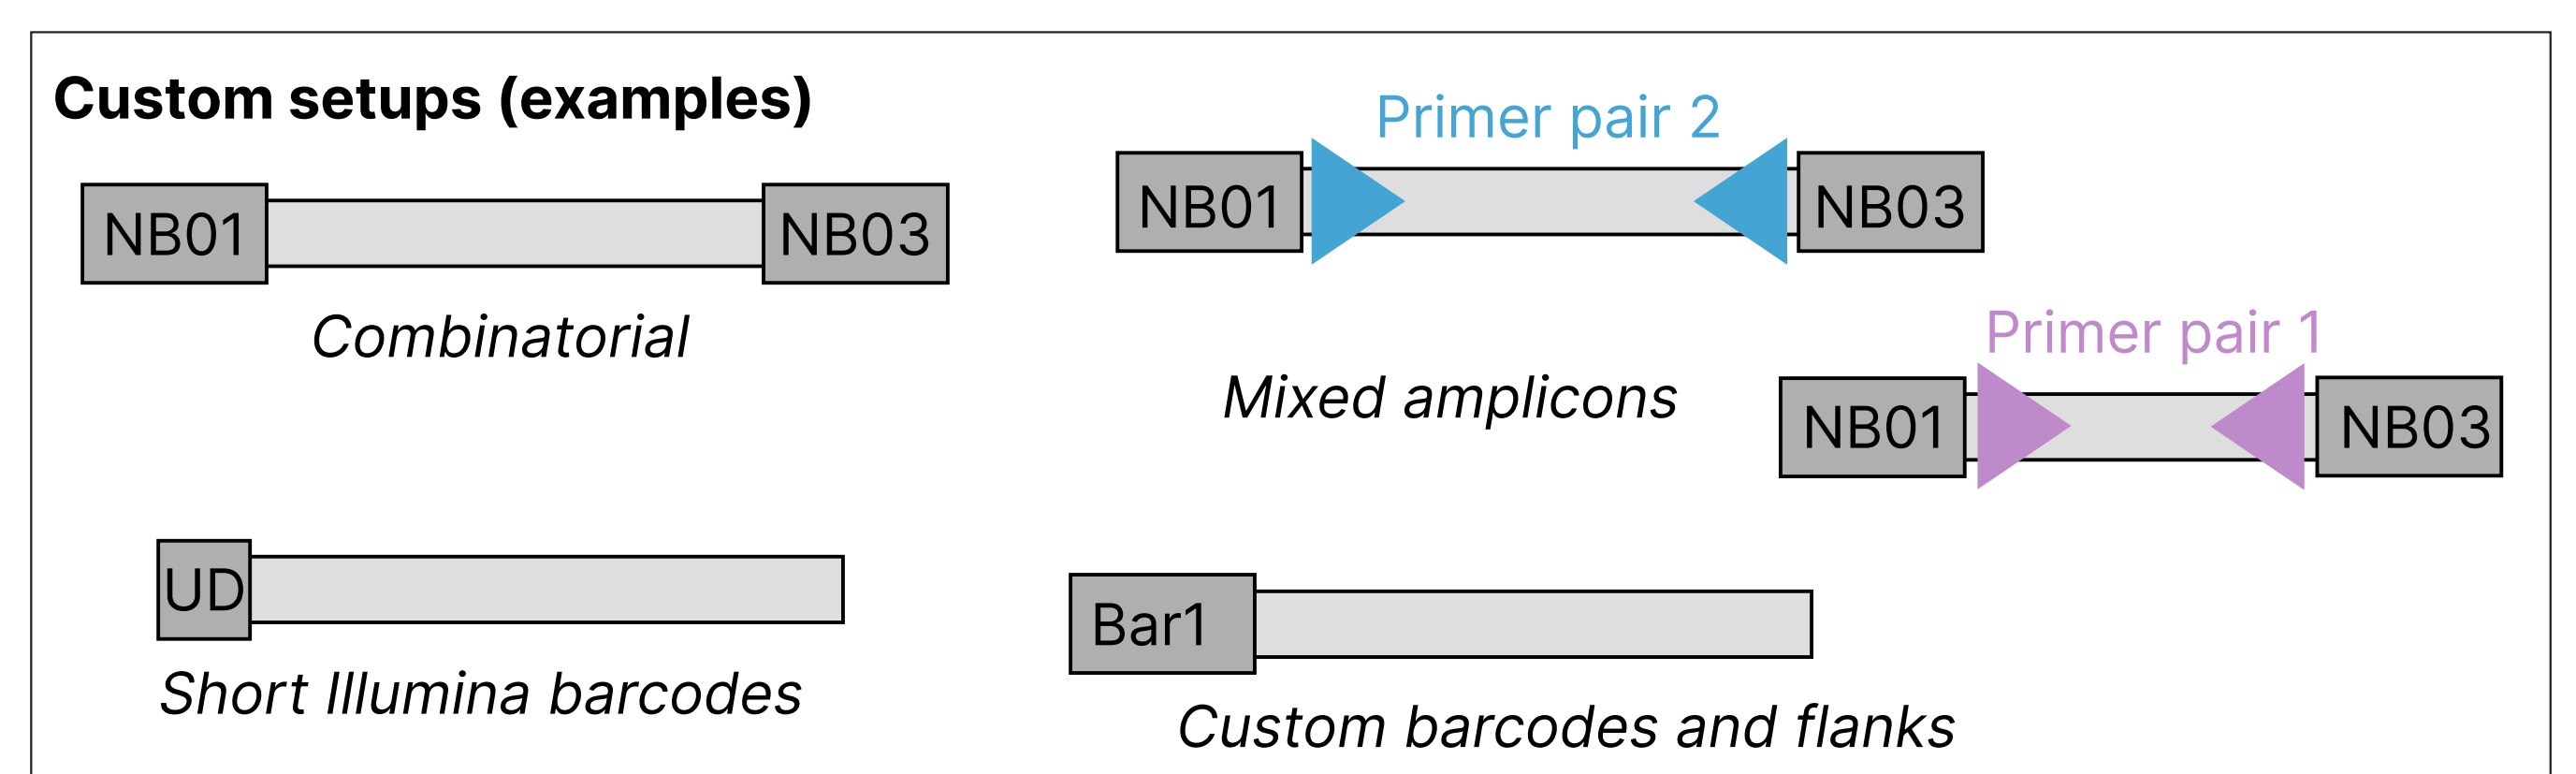 Custom setups (examples)
NB01
NB03
Combinatorial
Primer pair 2
NB01
NB03
Mixed amplicons
Primer pair 1
NB01
NB03
UD
Short Illumina barcodes
Bar1
Custom barcodes and flanks